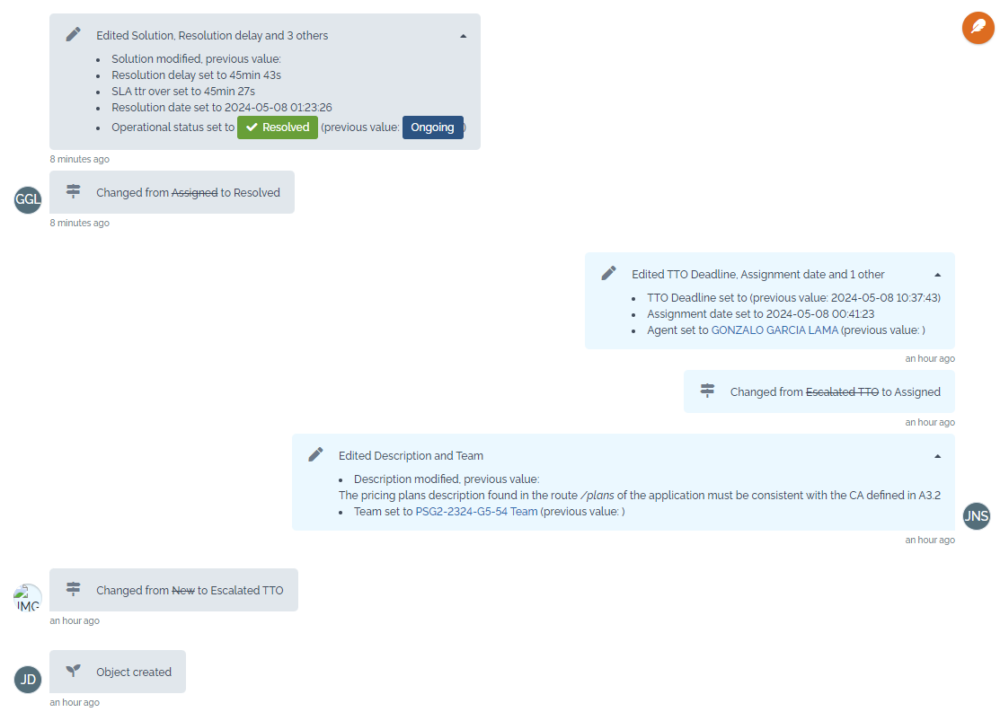 Edited Solution, Resolution delay and 3 others
Solution modified, previous value:
Resolution delay set to 45min 43s
SLA ttr over set to 45min 27s
Resolution date set to 2024-05-08 01:23:26
Operational status set to Resolved (previous value: Ongoing )
8 minutes ago
GGL
Changed from Assigned to Resolved
8 minutes ago
Edited TTO Deadline, Assignment date and 1 other
TTO Deadline set to (previous value: 2024-05-08 10:37:43)
Assignment date set to 2024-05-08 00:41:23
Agent set to GONZALO GARCIA LAMA (previous value: )
an hour ago
Changed from Escalated TTO to Assigned
an hour ago
Edited Description and Team
Description modified, previous value:
The pricing plans description found in the route /plans of the application must be consistent with the CA defined in A3.2
Team set to PSG2-2324-G5-54 Team (previous value: )
JNS
an hour ago
Changed from New to Escalated TTO
IMG
an hour ago
JD
Object created
an hour ago